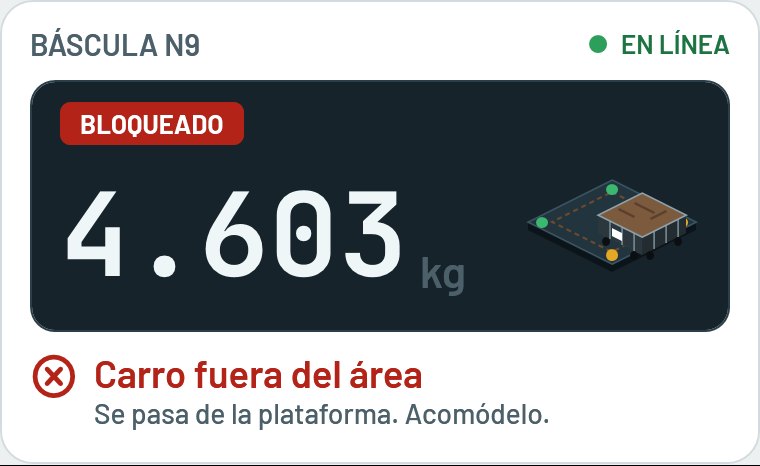 BÁSCULA N9
EN LÍNEA
BLOQUEADO
4.603 kg
Carro fuera del área
Se pasa de la plataforma. Acomódelo.